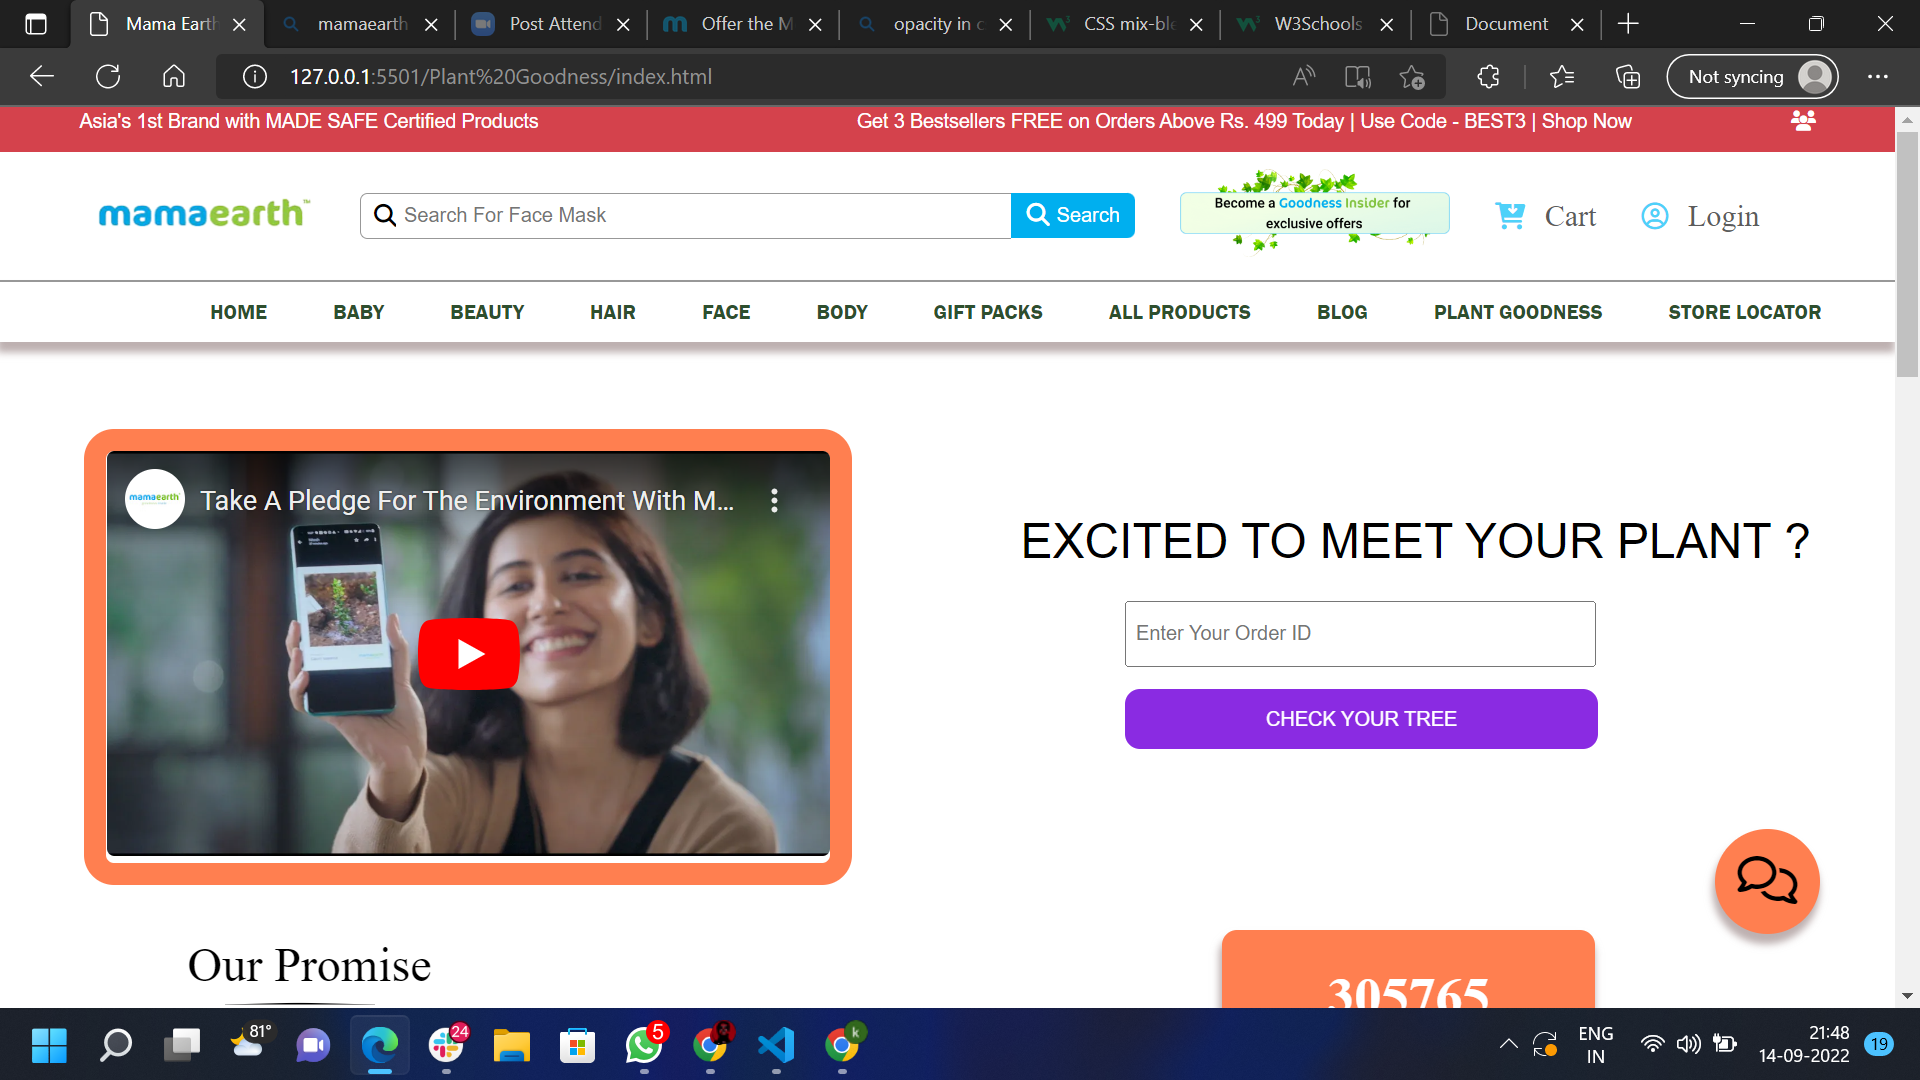 Mama Earth
mamaearth
Post Attend
Offer the M
opacity in c
CSS mix-ble
W3Schools
Document
127.0.0.1:5501/Plant%20Goodness/index.html
Not syncing
Asia's 1st Brand with MADE SAFE Certified Products
Get 3 Bestsellers FREE on Orders Above Rs. 499 Today | Use Code - BEST3 | Shop Now
mamaearth™
Search For Face Mask
Search
Become a Goodness Insider for
exclusive offers
Cart
Login
HOME
BABY
BEAUTY
HAIR
FACE
BODY
GIFT PACKS
ALL PRODUCTS
BLOG
PLANT GOODNESS
STORE LOCATOR
mamaearth
Take A Pledge For The Environment With M...
EXCITED TO MEET YOUR PLANT ?
Enter Your Order ID
CHECK YOUR TREE
Our Promise
305765
81°
24
5
k
ENG
IN
21:48
14-09-2022
19